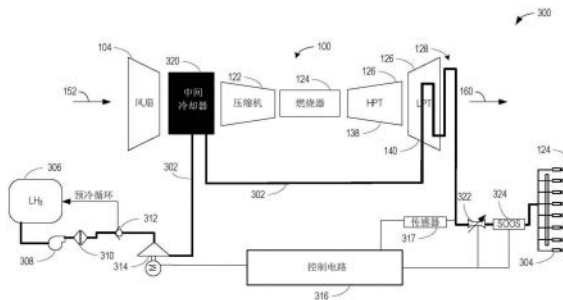 300
104
320
100
126
128
122
124
126
152
风扇
中间
冷却器
压缩机
燃烧器
HPT
LPT
160
138
140
306
302
302
124
LH₂
预冷循环
312
322
324
传感器
SOOS
317
308
310
314
M
控制电路
316
304